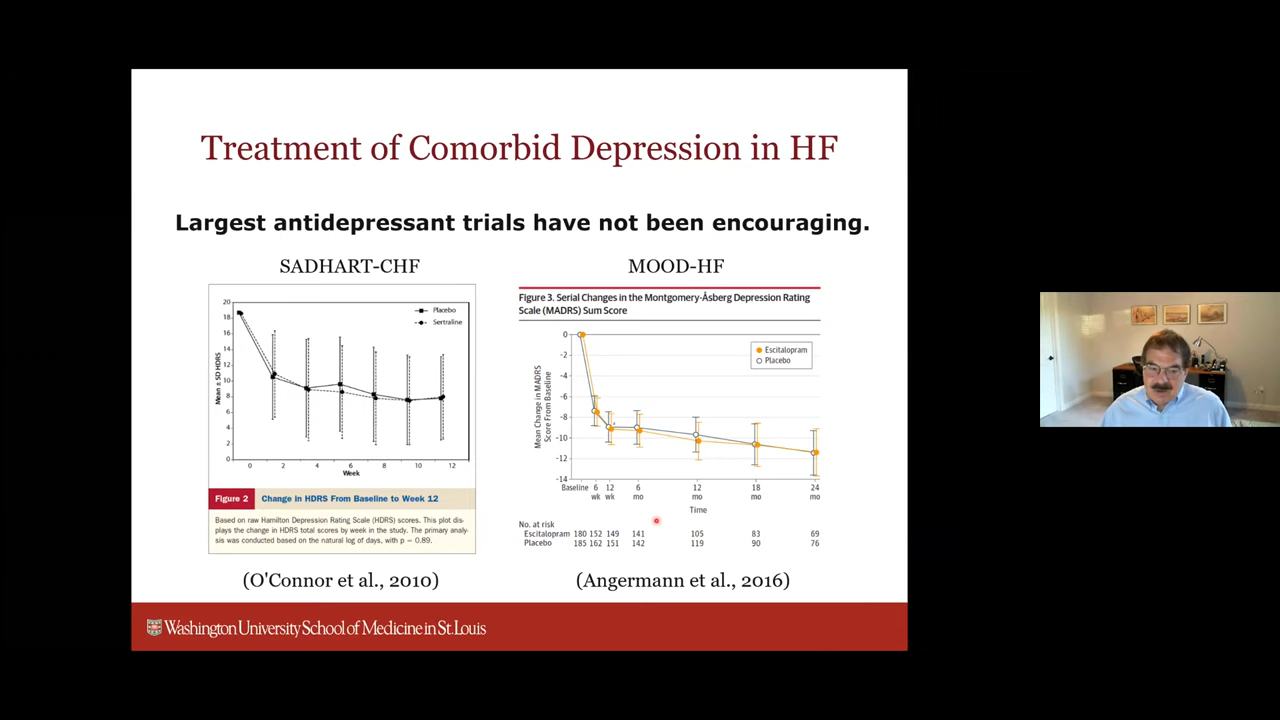 Treatment of Comorbid Depression in HF
Largest antidepressant trials have not been encouraging.
SADHART-CHF
20
18
16
14
12
10
8
6
4
2
0
Mean ± SD HDRS
Placebo
Sertraline
0 2 4 6 8 10 12
Week
Figure 2 Change in HDRS From Baseline to Week 12
Based on raw Hamilton Depression Rating Scale (HDRS) scores. This plot dis-
plays the change in HDRS total scores by week in the study. The primary analy-
sis was conducted based on the natural log of days, with p = 0.89.
(O'Connor et al., 2010)
MOOD-HF
Figure 3. Serial Changes in the Montgomery-Åsberg Depression Rating
Scale (MADRS) Sum Score
0
-2
-4
-6
-8
-10
-12
-14
Mean Change in MADRS
Score From Baseline
Escitalopram
Placebo
a
Baseline 6 12 6 12 18 24
wk wk mo mo mo mo
Time
No. at risk
Escitalopram 180 152 149 141 105 83 69
Placebo 185 162 151 142 119 90 76
(Angermann et al., 2016)
Washington University School of Medicine in St. Louis